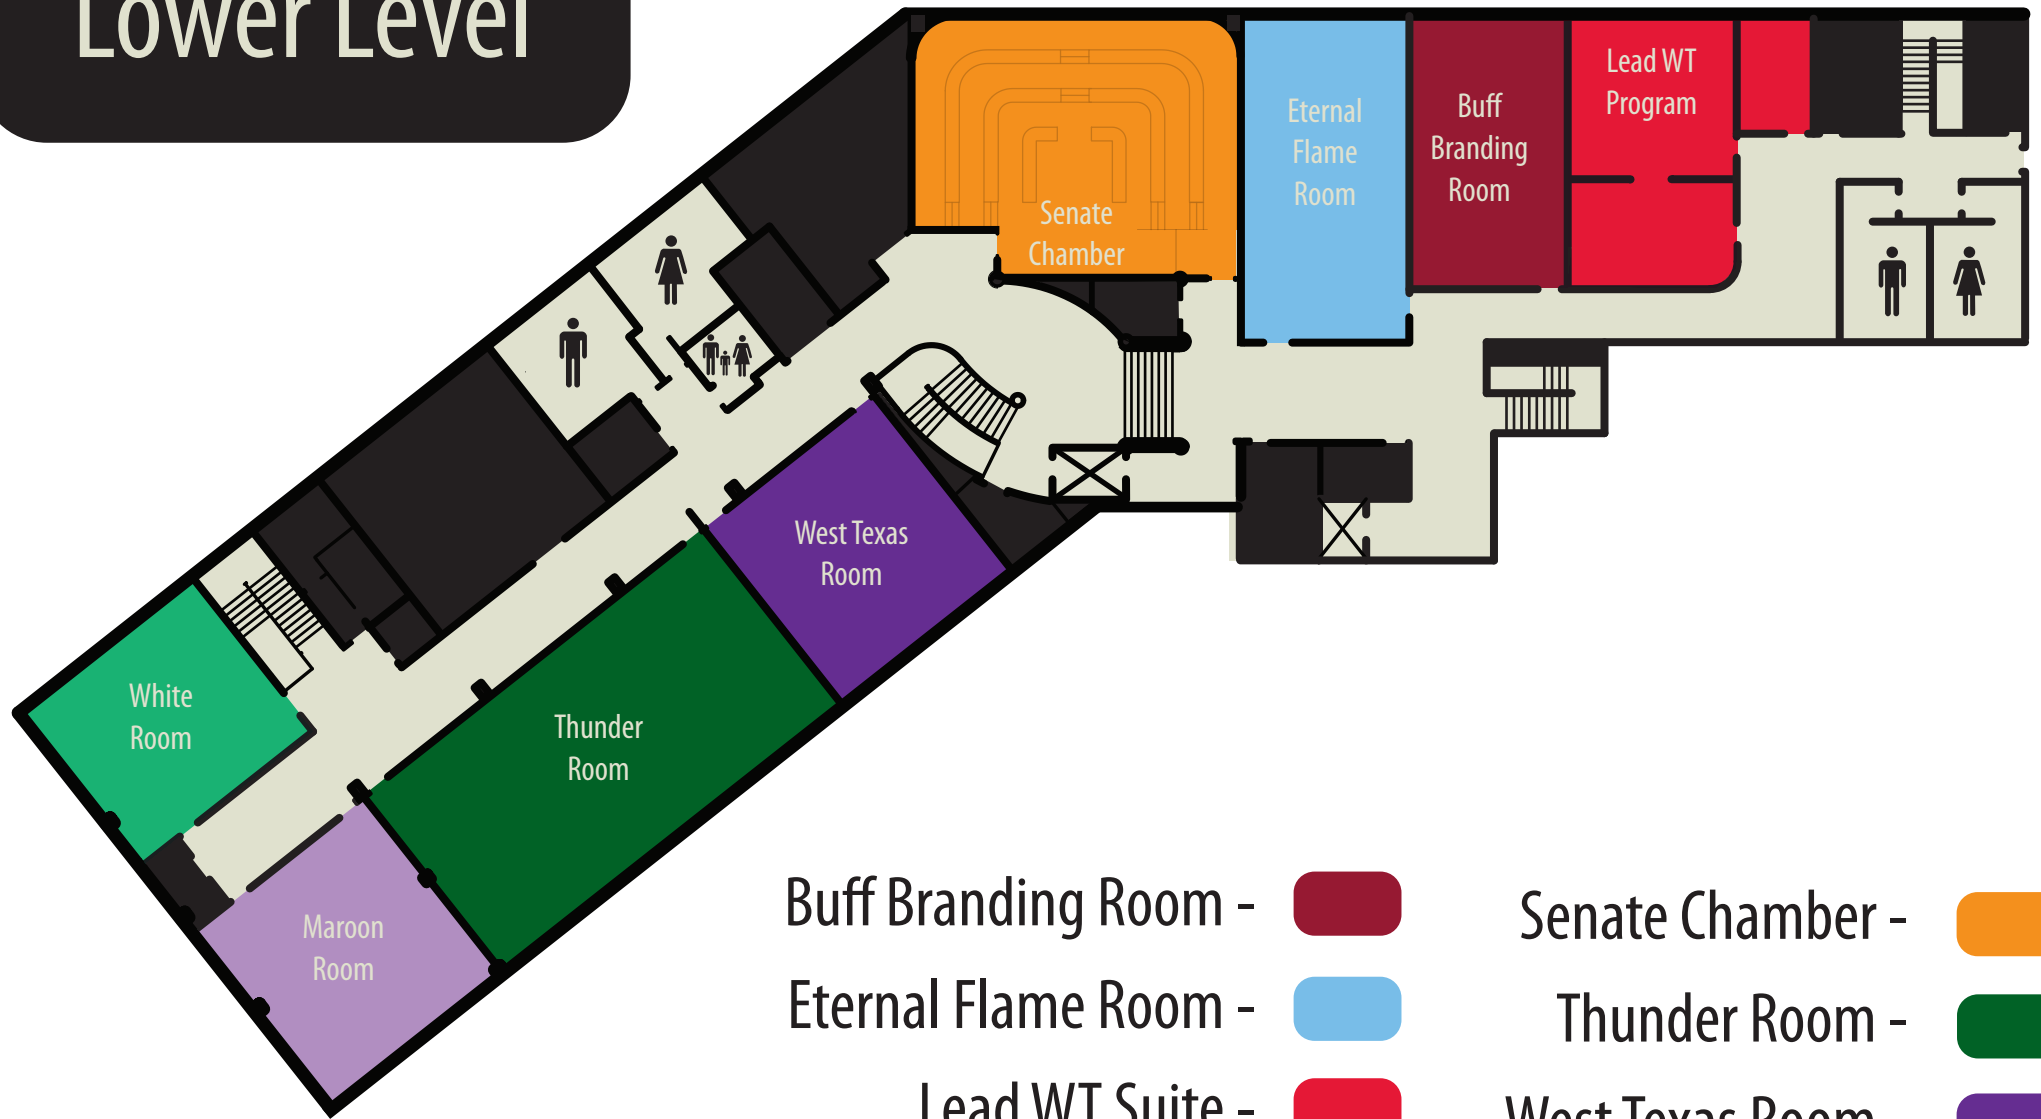 Lower Level
Senate
Chamber
Eternal
Flame
Room
Buff
Branding
Room
Lead WT
Program
West Texas
Room
Thunder
Room
White
Room
Maroon
Room
Buff Branding Room -
Eternal Flame Room -
Lead WT Suite -
Senate Chamber -
Thunder Room -
West Texas Room -